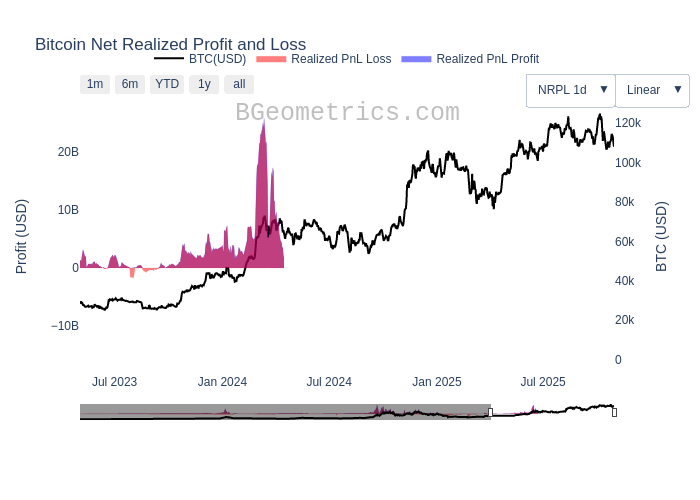 Bitcoin Net Realized Profit and Loss
BTC(USD) Realized PnL Loss Realized PnL Profit
1m 6m YTD 1y all NRPL 1d ▼ Linear ▼
BGeometrics.com
Profit (USD)
20B
10B
0
−10B
120k
100k
80k
60k
40k
20k
0
BTC (USD)
Jul 2023 Jan 2024 Jul 2024 Jan 2025 Jul 2025